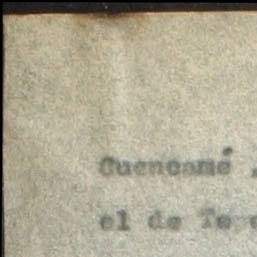 Cuencamé ,
el de